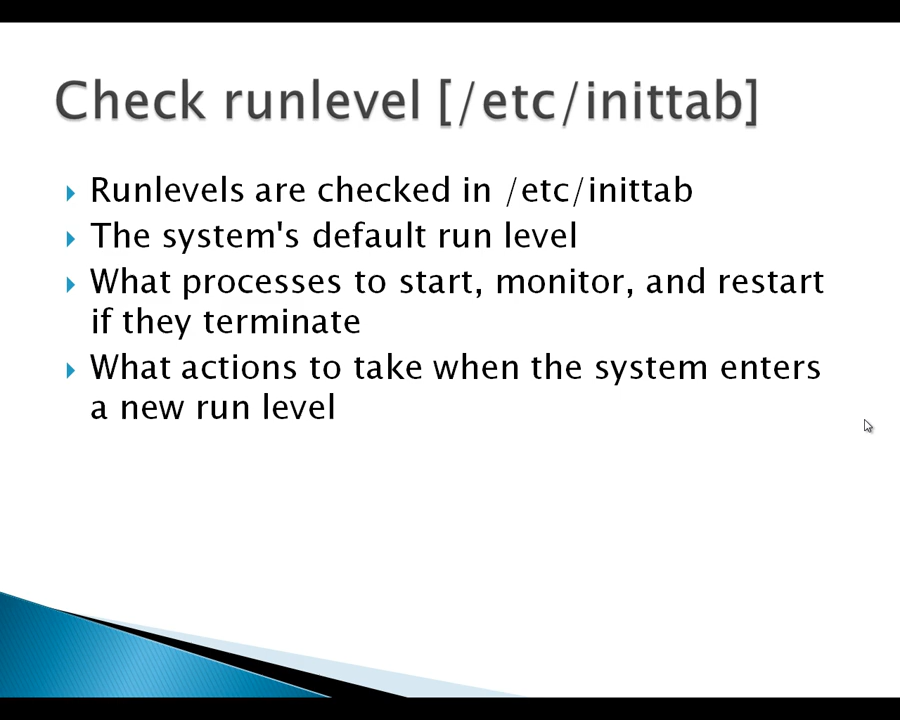 Check runlevel [/etc/inittab]
Runlevels are checked in /etc/inittab
The system's default run level
What processes to start, monitor, and restart
if they terminate
What actions to take when the system enters
a new run level